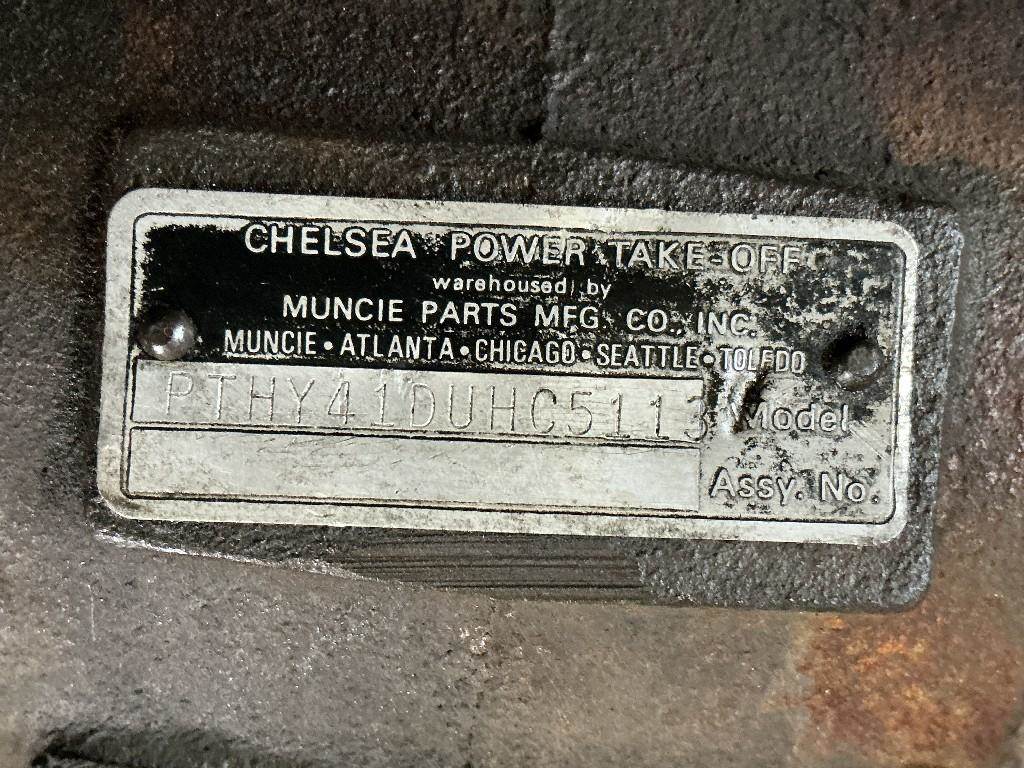 CHELSEA POWER TAKE-OFF
warehoused by
MUNCIE PARTS MFG. CO., INC.
MUNCIE • ATLANTA • CHICAGO • SEATTLE • TOLEDO
PTHY41DUHC5113 Model
Assy. No.